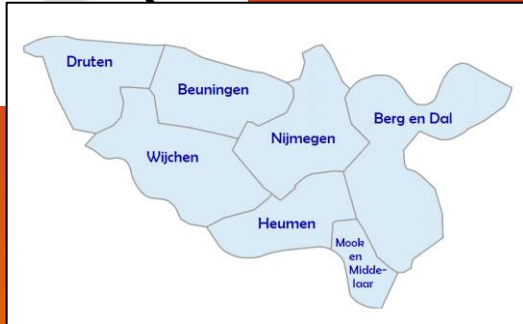 Druten
Beuningen
Berg en Dal
Nijmegen
Wijchen
Heumen
Mook
en
Midde-
laar